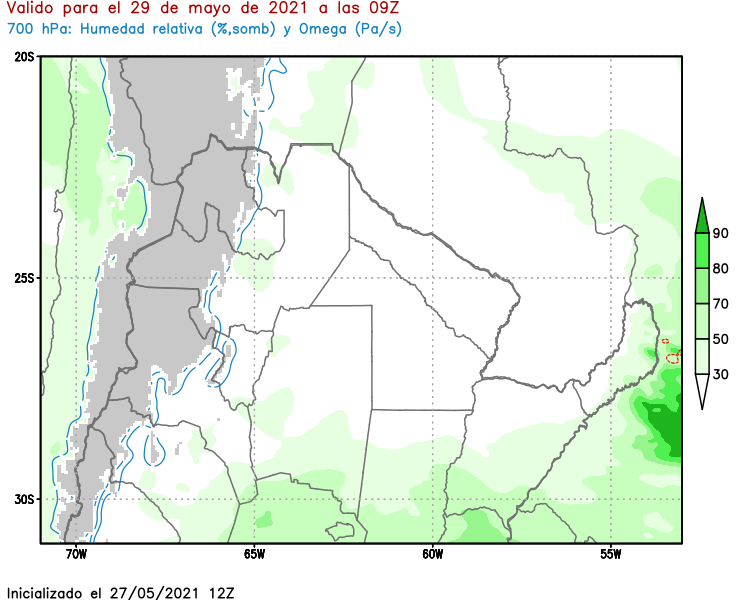 Valido para el 29 de mayo de 2021 a las 09Z
700 hPa: Humedad relativa (%,somb) y Omega (Pa/s)
20S
25S
30S
70W 65W 60W 55W
90
80
70
50
30
Inicializado el 27/05/2021 12Z